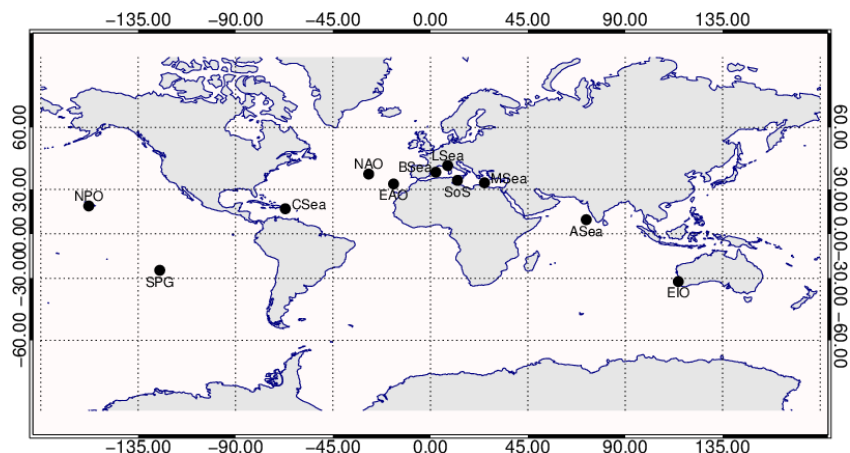 −135.00 −90.00 −45.00 0.00 45.00 90.00 135.00
60.00 60.00
30.00 30.00
0.00 0.00
−30.00 −30.00
−60.00 −60.00
LSea
NAO BSea
MSea
EAO SoS
NPO
CSea
ASea
SPG
EIO
−135.00 −90.00 −45.00 0.00 45.00 90.00 135.00